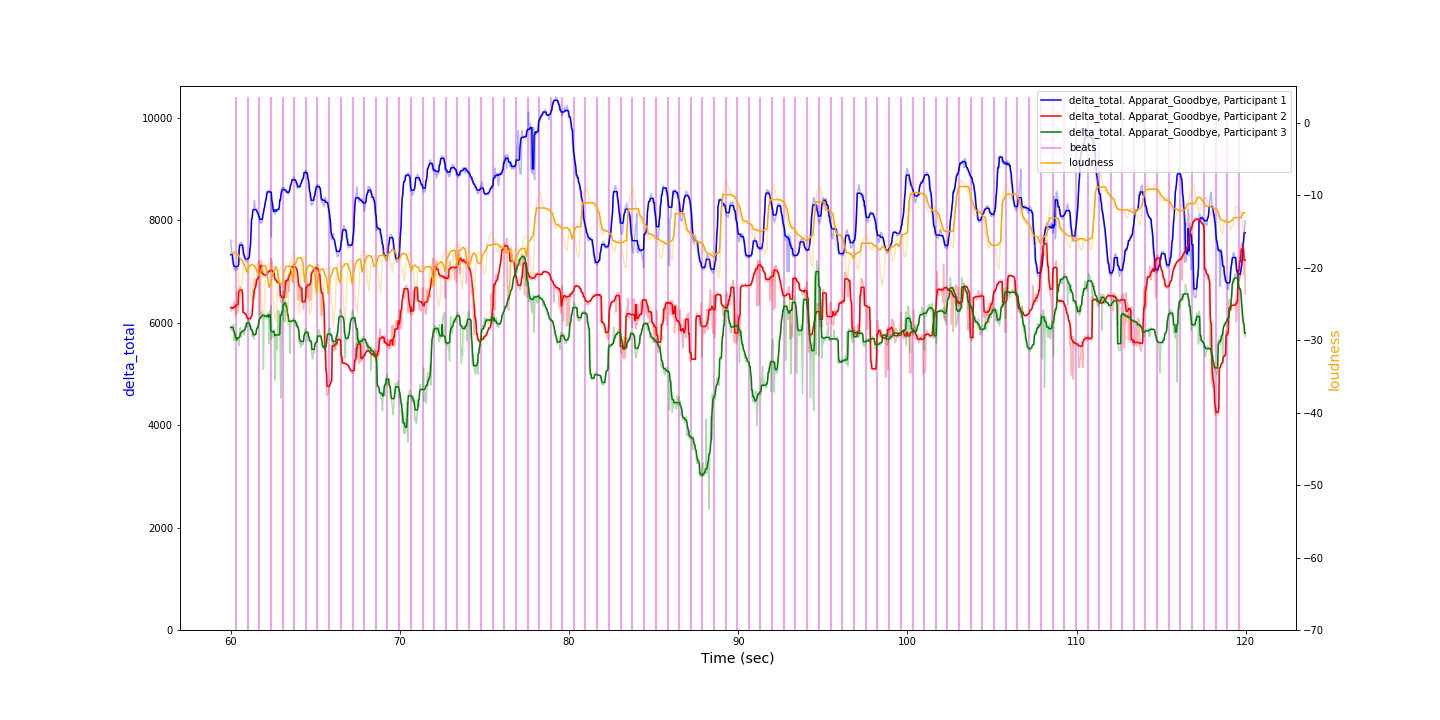 delta_total. Apparat_Goodbye, Participant 1
delta_total. Apparat_Goodbye, Participant 2
delta_total. Apparat_Goodbye, Participant 3
beats
loudness
10000
8000
6000
4000
2000
0
delta_total
0
−10
−20
−30
−40
−50
−60
−70
loudness
60
70
80
90
100
110
120
Time (sec)